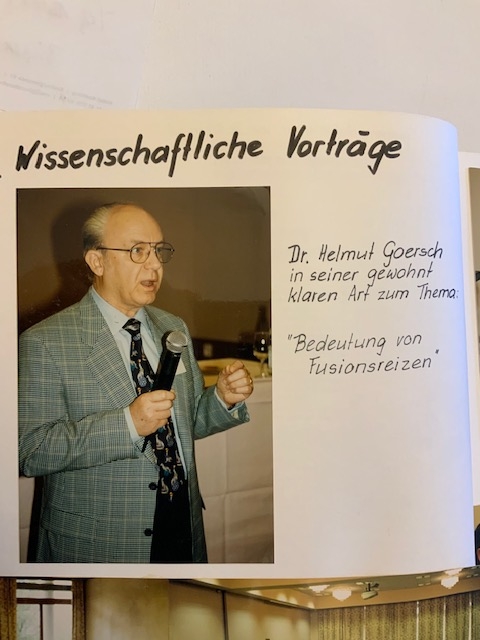 Wissenschaftliche Vorträge
Dr. Helmut Goersch
in seiner gewohnt
klaren Art zum Thema:
"Bedeutung von
Fusionsreizen"